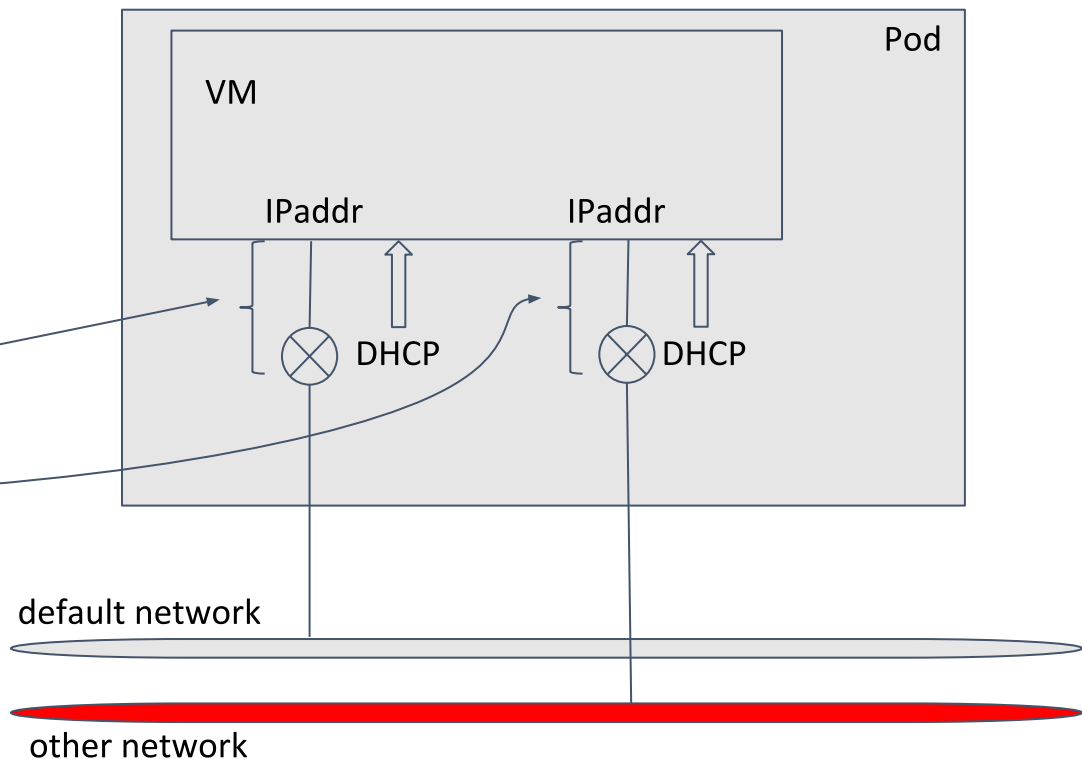 Pod
VM
IPaddr IPaddr
DHCP DHCP
default network
other network